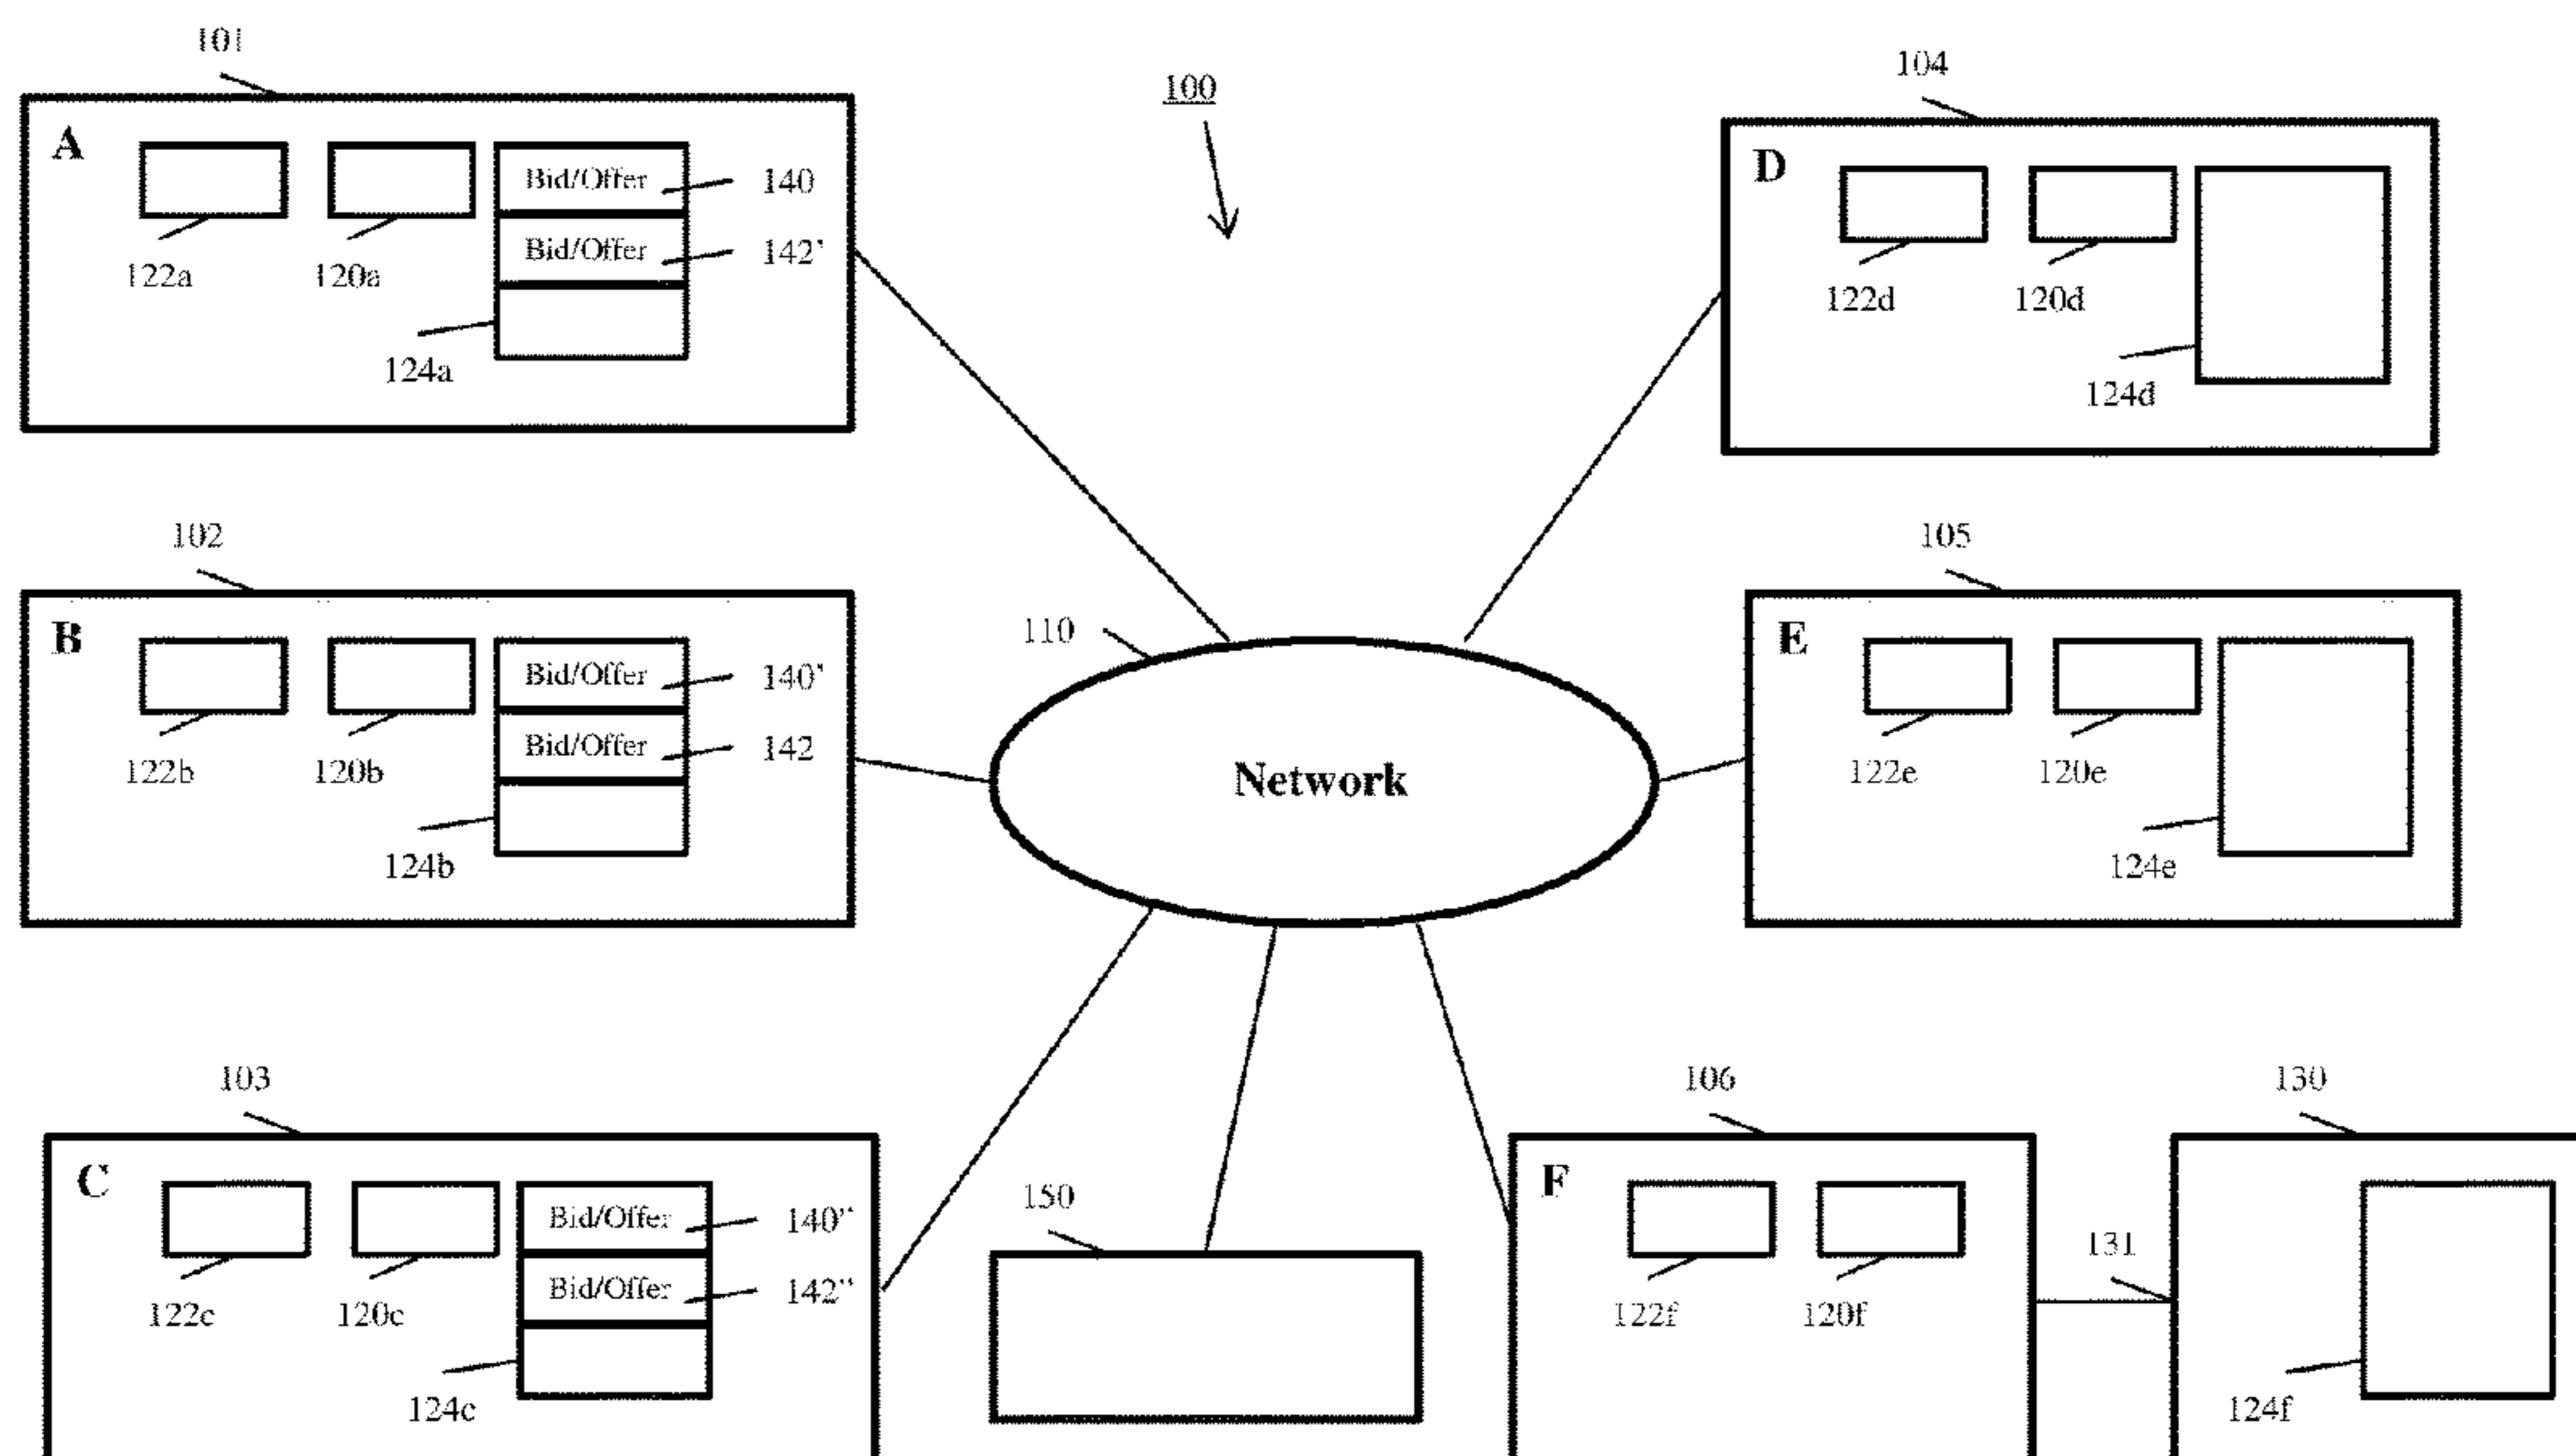 101
100
104
A
Bid/Offer
140
Bid/Offer
142’
122a
120a
124a
D
122d
120d
124d
102
105
B
Bid/Offer
140’
Bid/Offer
142
122b
120b
124b
110
Network
E
122e
120e
124e
103
106
130
C
Bid/Offer
140”
Bid/Offer
142”
122c
120c
124c
150
F
122f
120f
131
124f